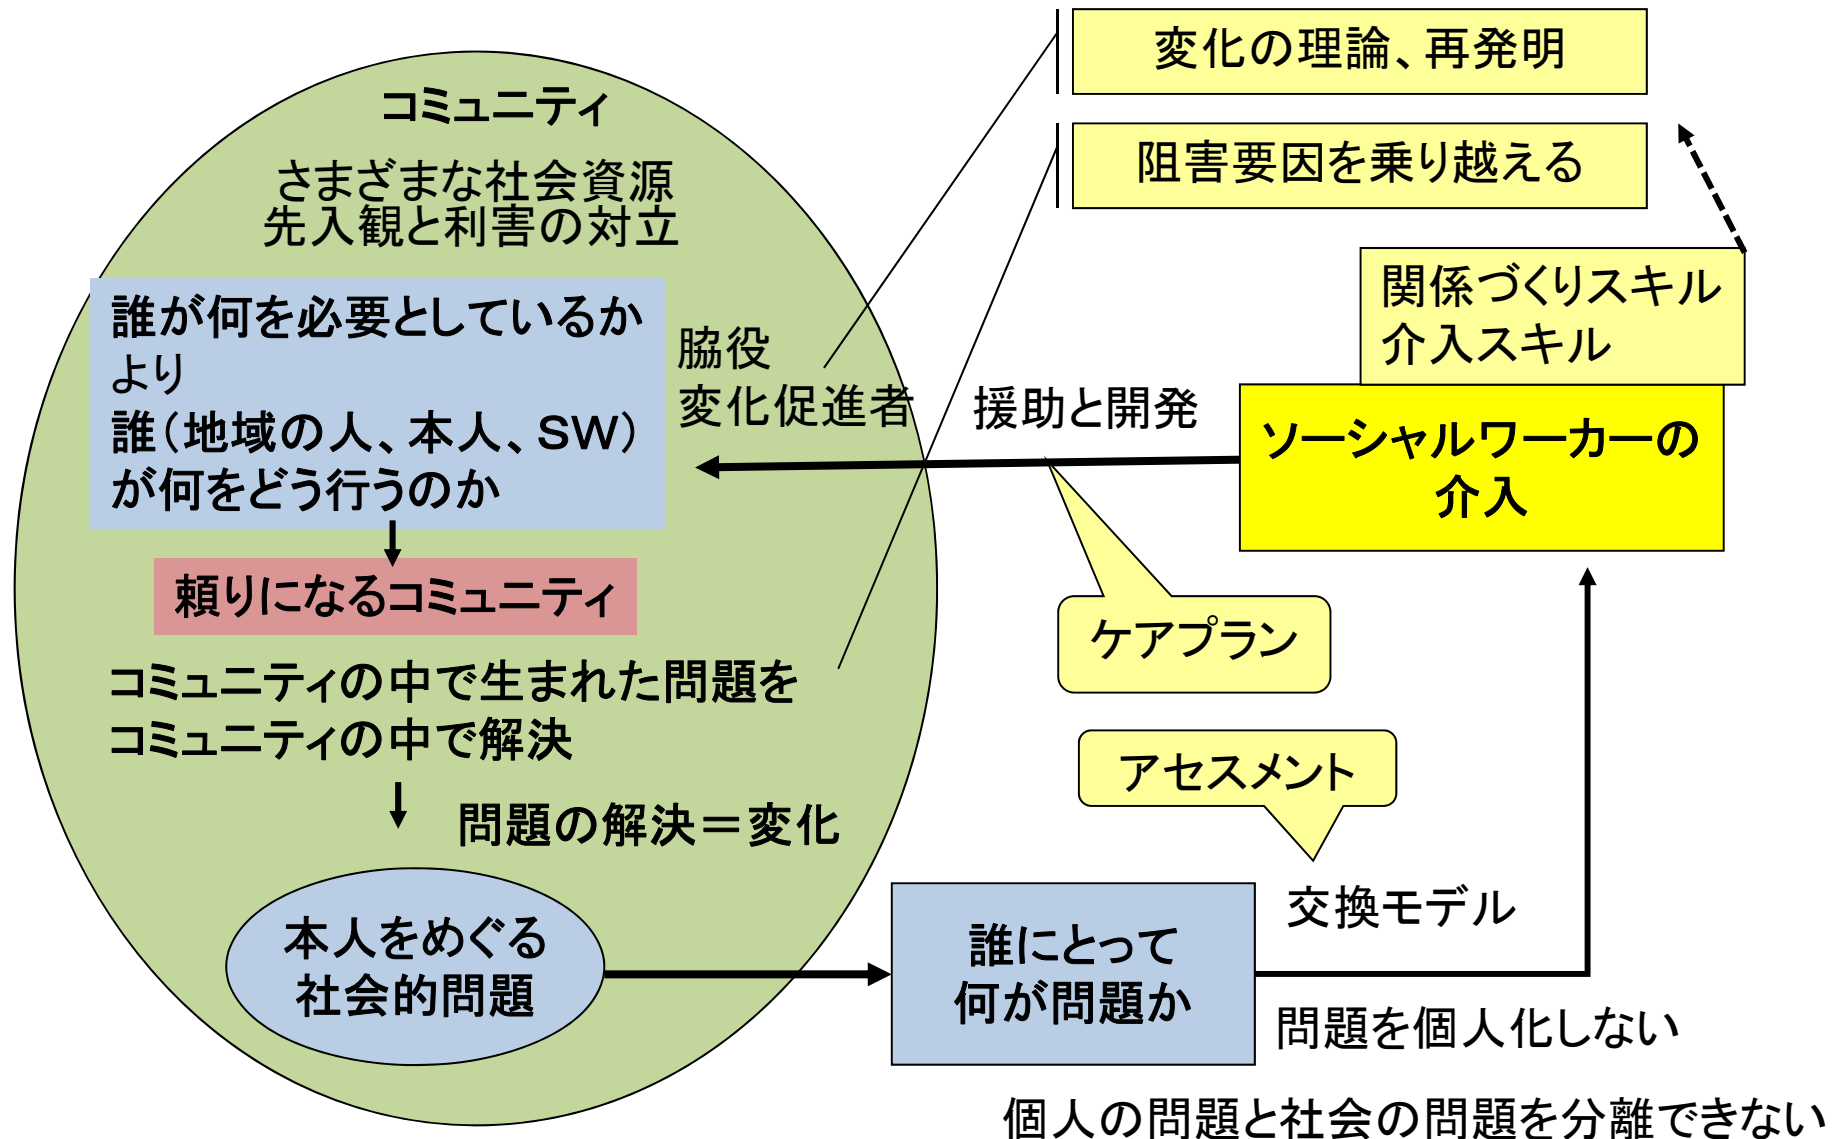 変化の理論、再発明
阻害要因を乗り越える
コミュニティ
さまざまな社会資源
先入観と利害の対立
誰が何を必要としているか
より
誰（地域の人、本人、ＳＷ）
が何をどう行うのか
脇役
変化促進者
援助と開発
関係づくりスキル
介入スキル
ソーシャルワーカーの
介入
頼りになるコミュニティ
ケアプラン
コミュニティの中で生まれた問題を
コミュニティの中で解決
アセスメント
問題の解決＝変化
本人をめぐる
社会的問題
誰にとって
何が問題か
交換モデル
問題を個人化しない
個人の問題と社会の問題を分離できない